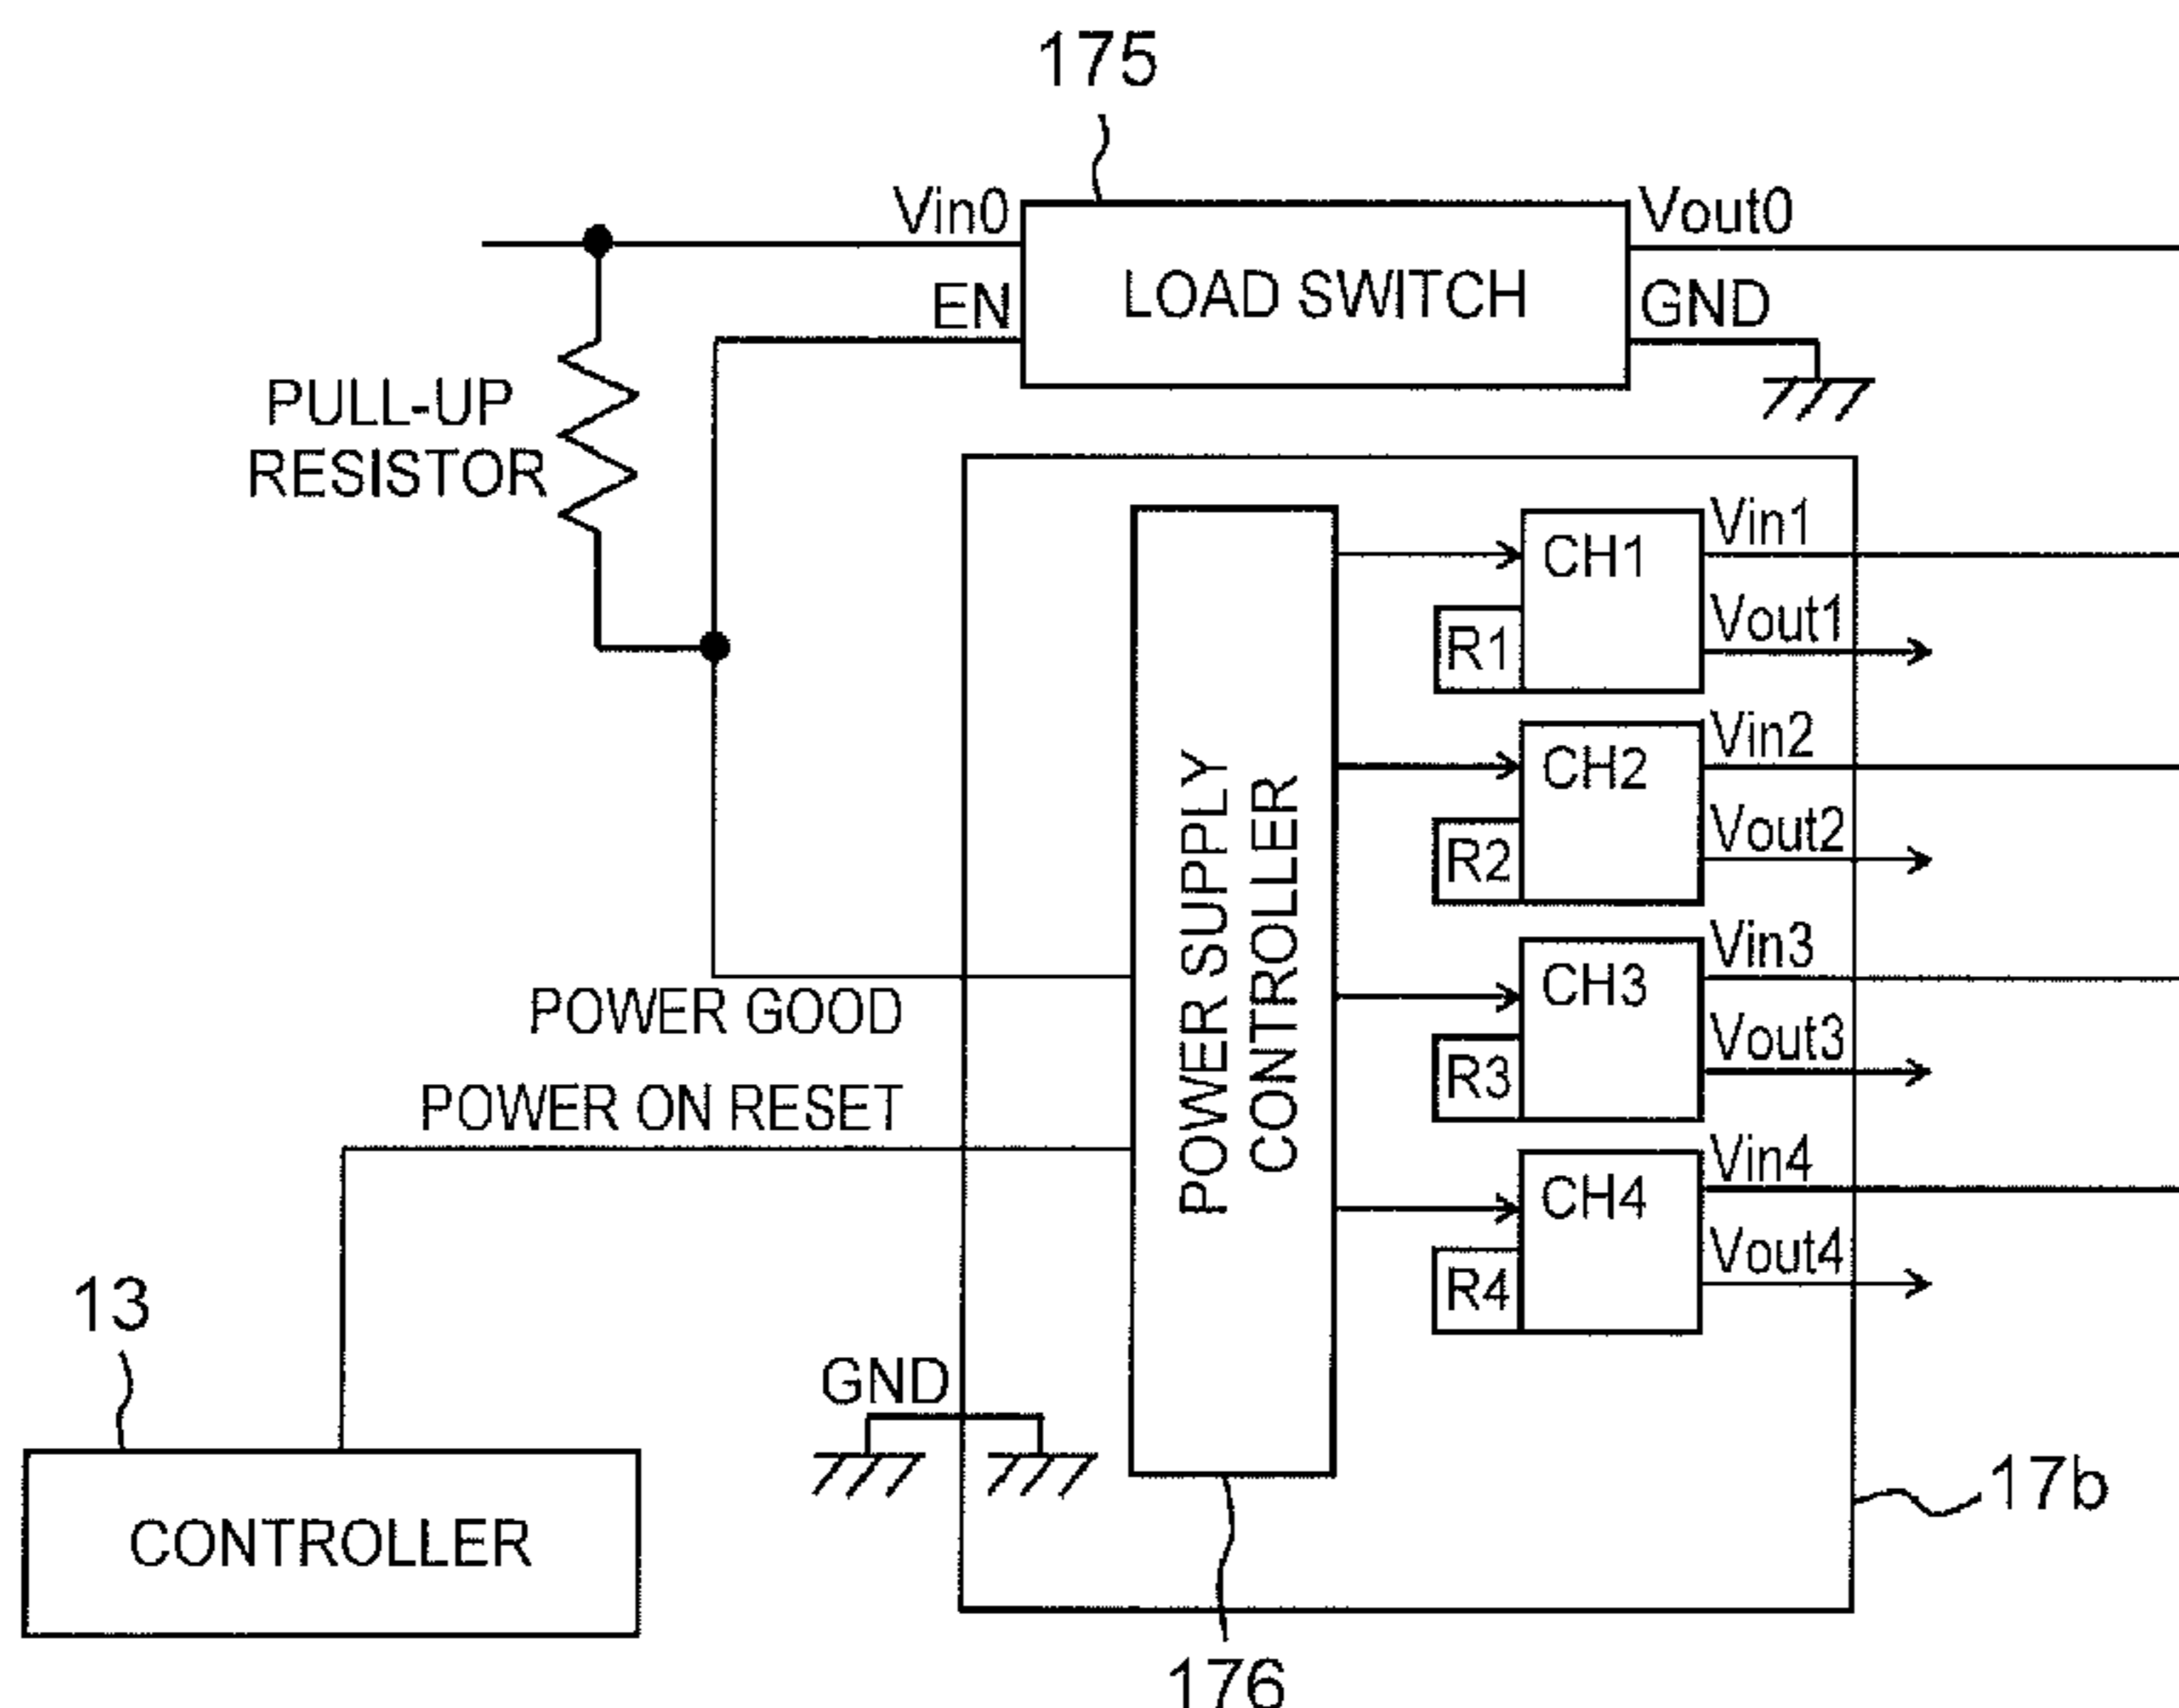 175
Vin0
Vout0
EN
LOAD SWITCH
GND
PULL-UP
RESISTOR
CH1
Vin1
R1
Vout1
CH2
Vin2
R2
Vout2
POWER SUPPLY
CONTROLLER
CH3
Vin3
R3
Vout3
POWER GOOD
POWER ON RESET
CH4
Vin4
R4
Vout4
13
GND
CONTROLLER
17b
176